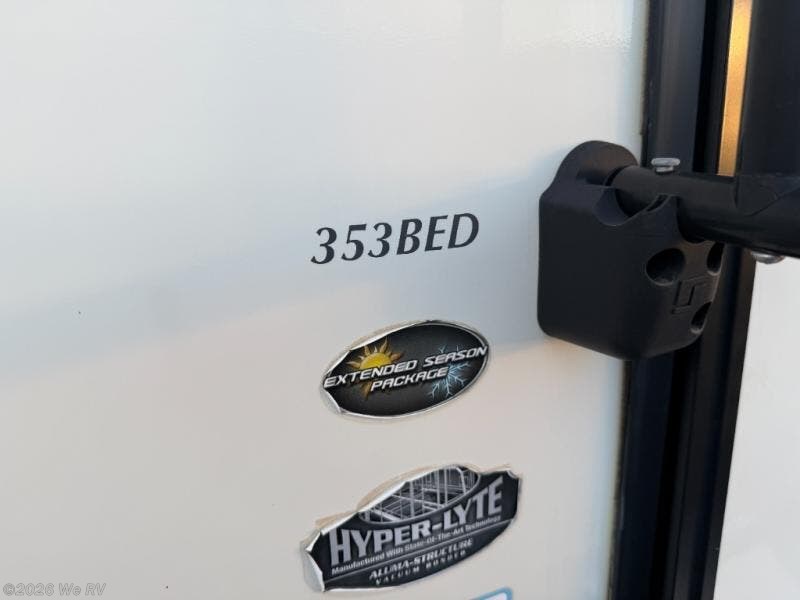 353BED
EXTENDED SEASON
PACKAGE
HYPER-LYTE
Manufactured With State-Of-The-Art Technology
ALUMA-STRUCTURE
VACUUM BONDED
©2026 We RV